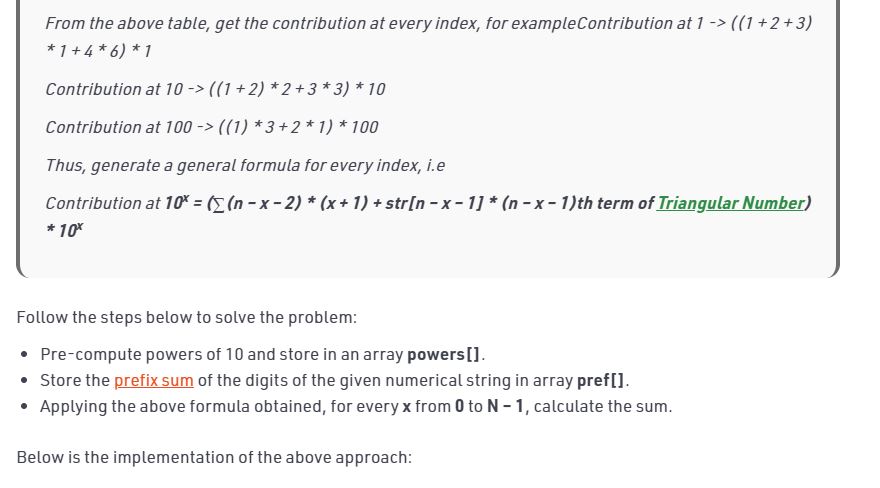 From the above table, get the contribution at every index, for exampleContribution at 1 -> ((1 + 2 + 3)
* 1 + 4 * 6) * 1
Contribution at 10 -> ((1 + 2) * 2 + 3 * 3) * 10
Contribution at 100 -> ((1) * 3 + 2 * 1) * 100
Thus, generate a general formula for every index, i.e
Contribution at 10ˣ = (∑(n – x – 2) * (x + 1) + str[n – x – 1] * (n – x – 1)th term of Triangular Number)
* 10ˣ
Follow the steps below to solve the problem:
• Pre-compute powers of 10 and store in an array powers[].
• Store the prefix sum of the digits of the given numerical string in array pref[].
• Applying the above formula obtained, for every x from 0 to N – 1, calculate the sum.
Below is the implementation of the above approach: